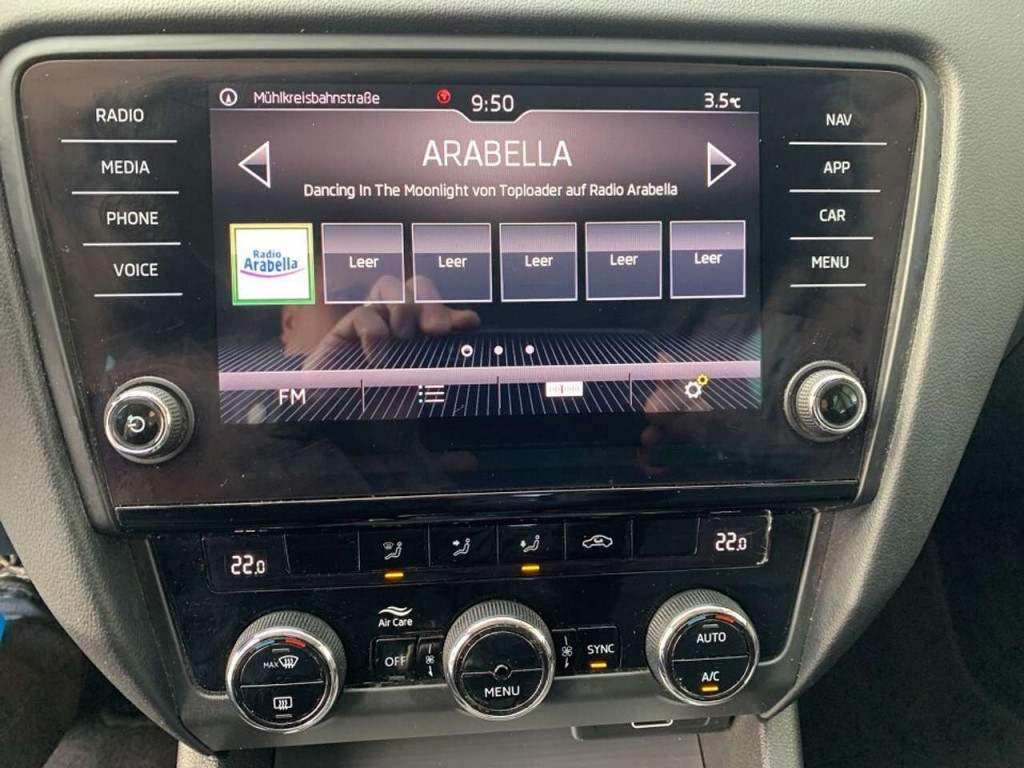 Mühlkreisbahnstraße 9:50 3.5°C
RADIO
MEDIA
PHONE
VOICE
ARABELLA
Dancing In The Moonlight von Toploader auf Radio Arabella
Radio
Arabella
Leer
Leer
Leer
Leer
Leer
FM
NAV
APP
CAR
MENU
22.0
22.0
Air Care
MAX
OFF
MENU
SYNC
AUTO
A/C